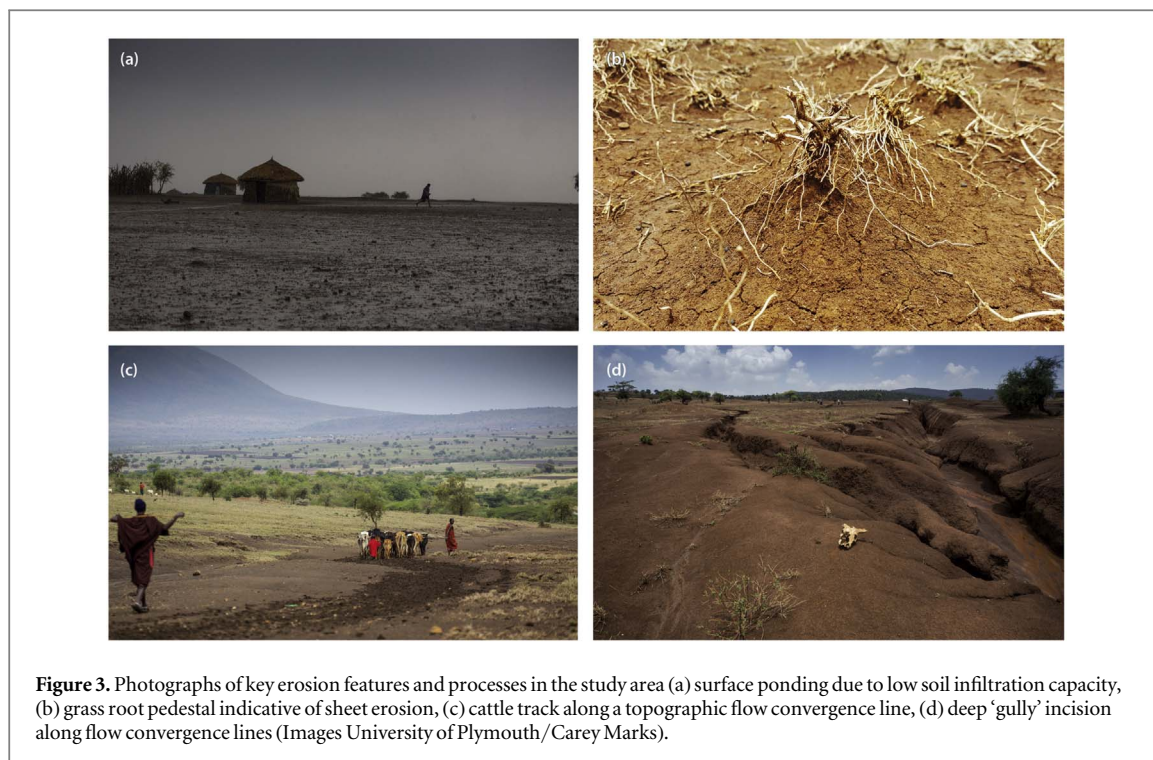 (a)
(b)
(c)
(d)
Figure 3. Photographs of key erosion features and processes in the study area (a) surface ponding due to low soil infiltration capacity,
(b) grass root pedestal indicative of sheet erosion, (c) cattle track along a topographic flow convergence line, (d) deep ‘gully’ incision
along flow convergence lines (Images University of Plymouth/Carey Marks).